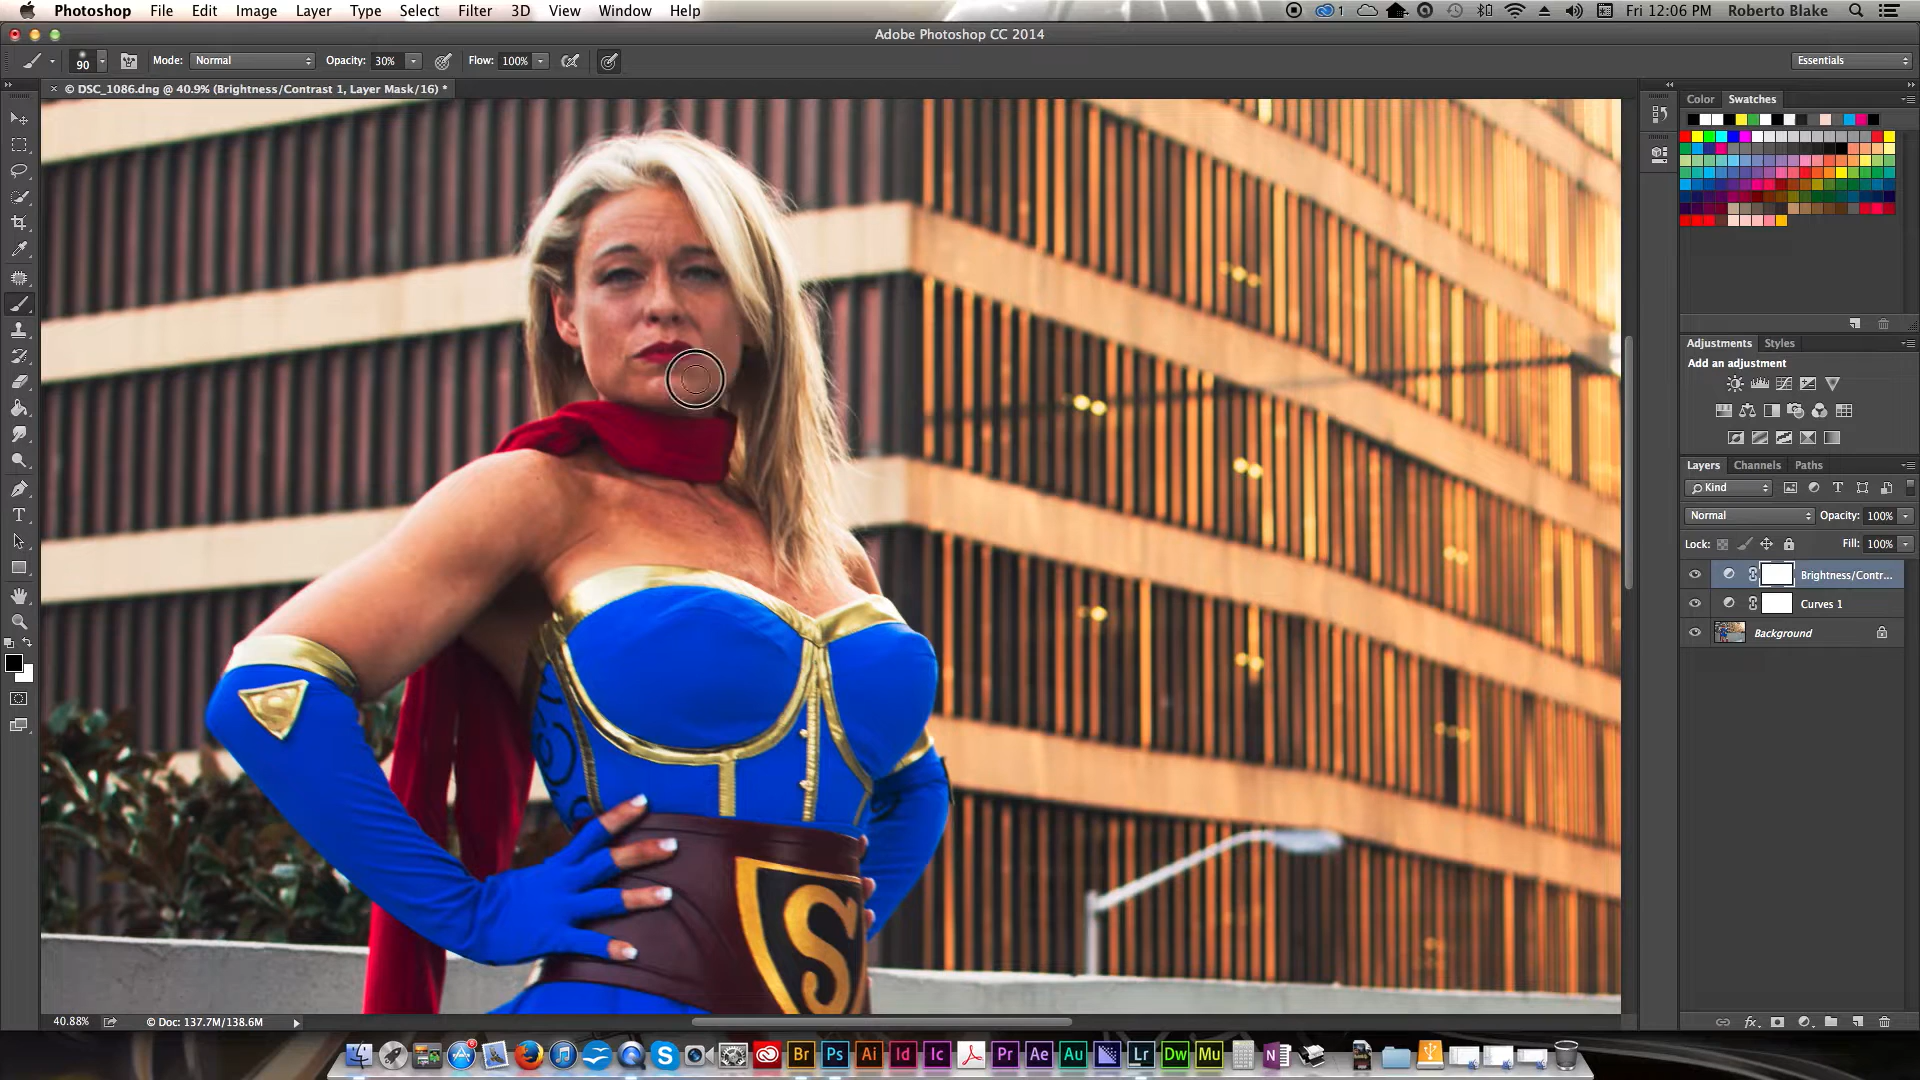 Photoshop File Edit Image Layer Type Select Filter 3D View Window Help 1 Fri 12:06 PM Roberto Blake
Adobe Photoshop CC 2014
90 Mode: Normal Opacity: 30% Flow: 100% Essentials
× © DSC_1086.dng @ 40.9% (Brightness/Contrast 1, Layer Mask/16) *
Color Swatches
Adjustments Styles
Add an adjustment
Layers Channels Paths
Kind T
Normal Opacity: 100%
Lock: Fill: 100%
Brightness/Contr...
Curves 1
Background
T
S
40.88% © Doc: 137.7M/138.6M
fx
Br Ps Ai Id Ic Pr Ae Au Lr Dw Mu N